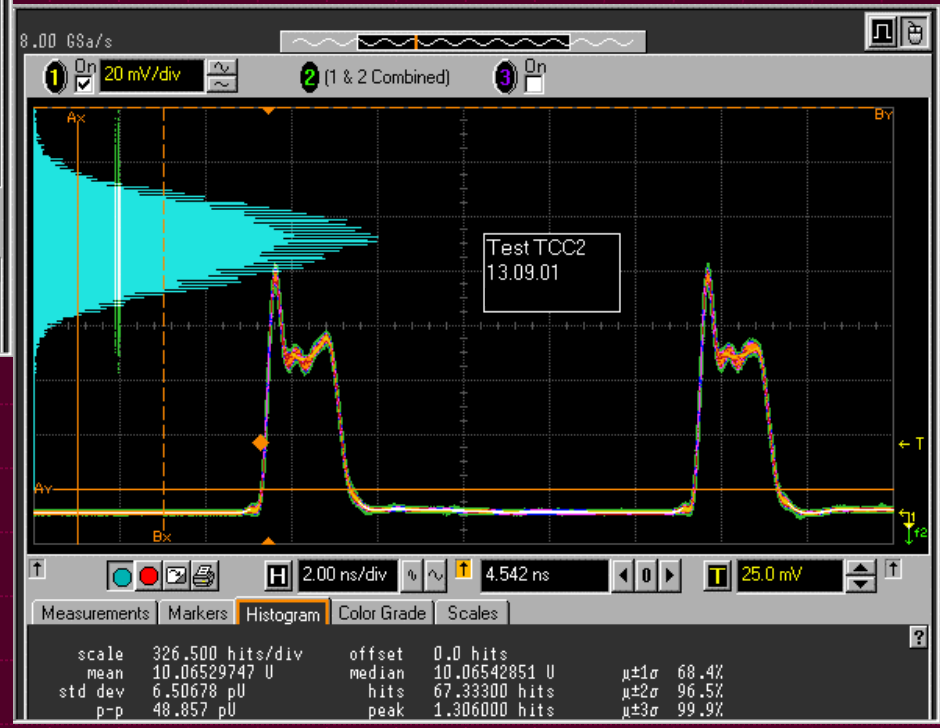 8.00 GSa/s
1 On 20 mV/div 2 (1 & 2 Combined) 3 On
Ax By
Test TCC2
13.09.01
T
Ay
Bx
1
f2
H 2.00 ns/div 4.542 ns 0 T 25.0 mV
Measurements Markers Histogram Color Grade Scales
?
scale 326.500 hits/div offset 0.0 hits
mean 10.06529747 U median 10.06542851 U μ±1σ 68.4%
std dev 6.50678 pU hits 67.33300 hits μ±2σ 96.5%
p-p 48.857 pU peak 1.306000 hits μ±3σ 99.9%